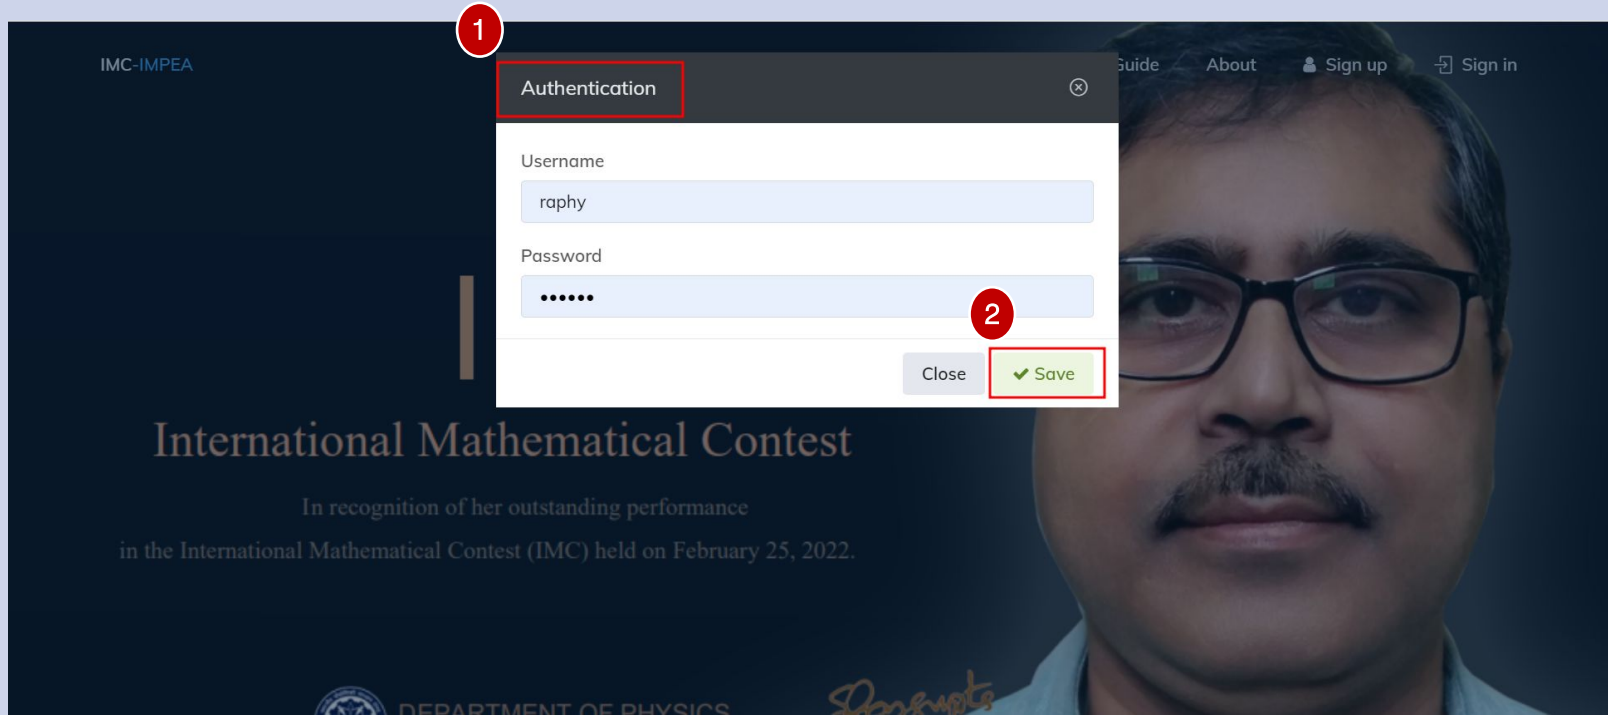 1
IMC-IMPEA
Guide About Sign up Sign in
Authentication
Username
raphy
Password
••••••
2
Close Save
International Mathematical Contest
In recognition of her outstanding performance
in the International Mathematical Contest (IMC) held on February 25, 2022.
DEPARTMENT OF PHYSICS